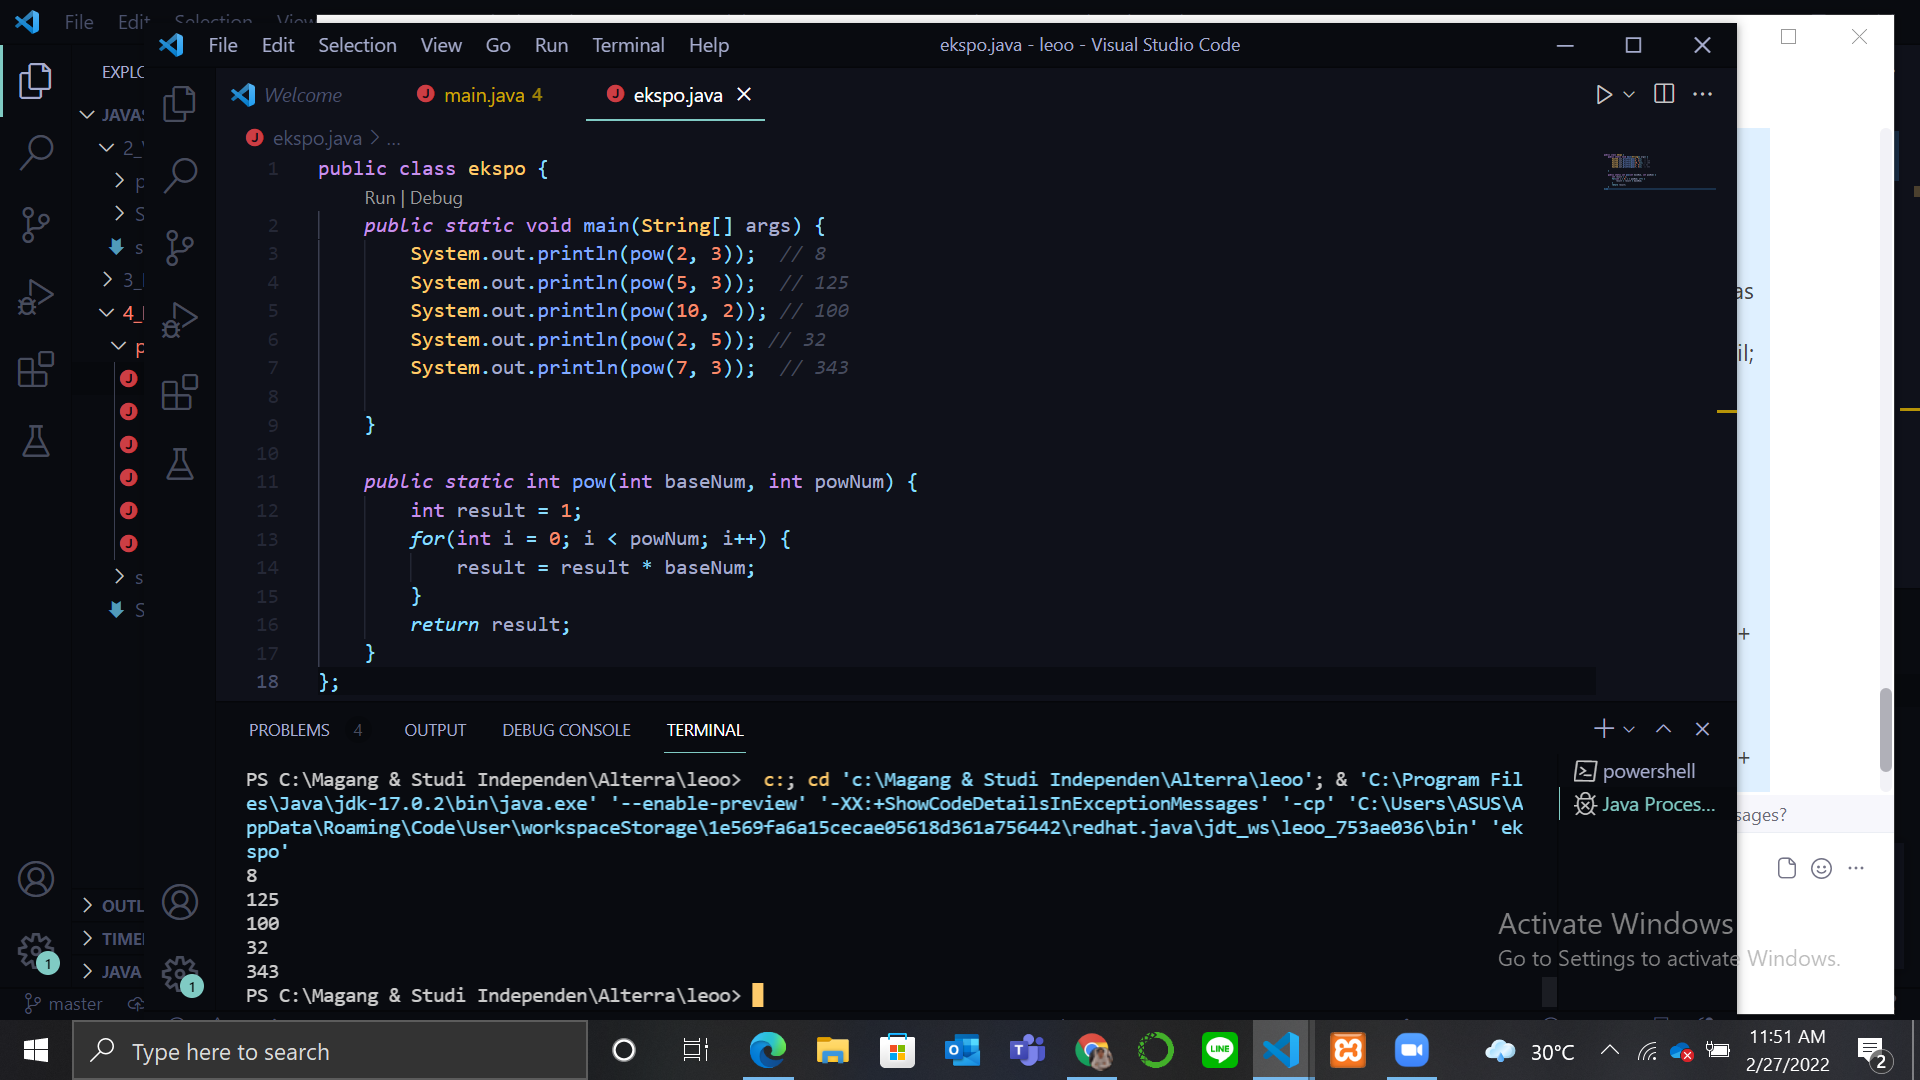 File Edit Selection View
File Edit Selection View Go Run Terminal Help
ekspo.java - leoo - Visual Studio Code
EXPLO
JAVAS
Welcome
main.java 4
ekspo.java
ekspo.java > ...
1 public class ekspo {
Run | Debug
2 public static void main(String[] args) {
3 System.out.println(pow(2, 3)); // 8
4 System.out.println(pow(5, 3)); // 125
5 System.out.println(pow(10, 2)); // 100
6 System.out.println(pow(2, 5)); // 32
7 System.out.println(pow(7, 3)); // 343
8
9 }
10
11 public static int pow(int baseNum, int powNum) {
12 int result = 1;
13 for(int i = 0; i < powNum; i++) {
14 result = result * baseNum;
15 }
16 return result;
17 }
18 };
as
il;
+
+
sages?
OUTL
TIME
JAVA
master
1
1
PROBLEMS 4 OUTPUT DEBUG CONSOLE TERMINAL
powershell
Java Proces...
PS C:\Magang & Studi Independen\Alterra\leoo> c:; cd 'c:\Magang & Studi Independen\Alterra\leoo'; & 'C:\Program Fil
es\Java\jdk-17.0.2\bin\java.exe' '--enable-preview' '-XX:+ShowCodeDetailsInExceptionMessages' '-cp' 'C:\Users\ASUS\A
ppData\Roaming\Code\User\workspaceStorage\1e569fa6a15cecae05618d361a756442\redhat.java\jdt_ws\leoo_753ae036\bin' 'ek
spo'
8
125
100
32
343
PS C:\Magang & Studi Independen\Alterra\leoo>
Activate Windows
Go to Settings to activate Windows.
Type here to search
LINE
30°C
11:51 AM
2/27/2022
2